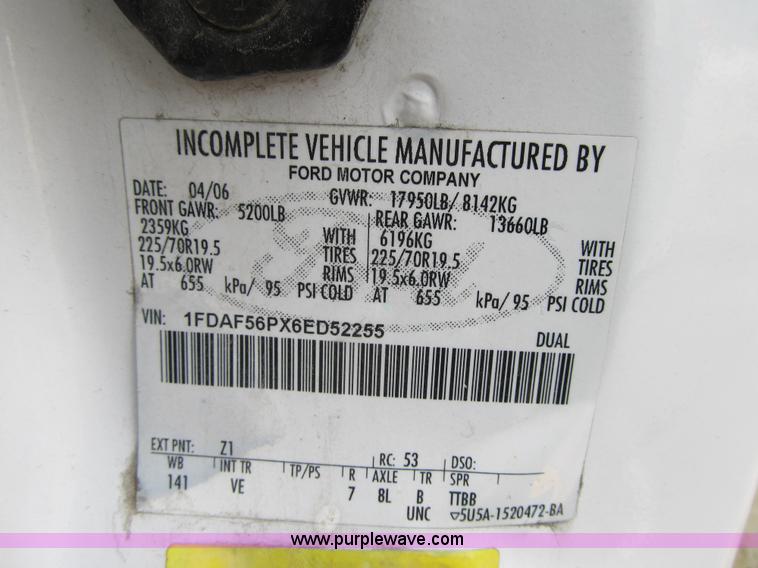 INCOMPLETE VEHICLE MANUFACTURED BY
FORD MOTOR COMPANY
DATE: 04/06 GVWR: 17950LB/ 8142KG
FRONT GAWR: 5200LB REAR GAWR: 13660LB
2359KG WITH 6196KG WITH
225/70R19.5 TIRES 225/70R19.5 TIRES
19.5x6.0RW RIMS 19.5x6.0RW RIMS
AT 655 kPa/ 95 PSI COLD AT 655 kPa/ 95 PSI COLD
VIN: 1FDAF56PX6ED52255 DUAL
EXT PNT: Z1 RC: 53 DSO:
WB INT TR TP/PS R AXLE TR SPR
141 VE 7 BL B TTBB
UNC ▽5U5A-1520472-BA
www.purplewave.com